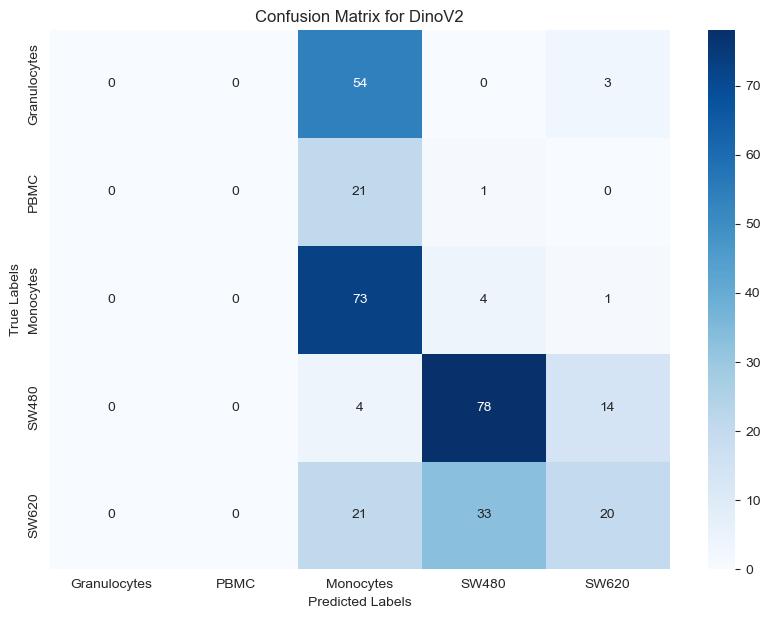 Confusion Matrix for DinoV2
True Labels
Granulocytes
0 0 54 0 3
PBMC
0 0 21 1 0
Monocytes
0 0 73 4 1
SW480
0 0 4 78 14
SW620
0 0 21 33 20
Granulocytes PBMC Monocytes SW480 SW620
Predicted Labels
70
60
50
40
30
20
10
0